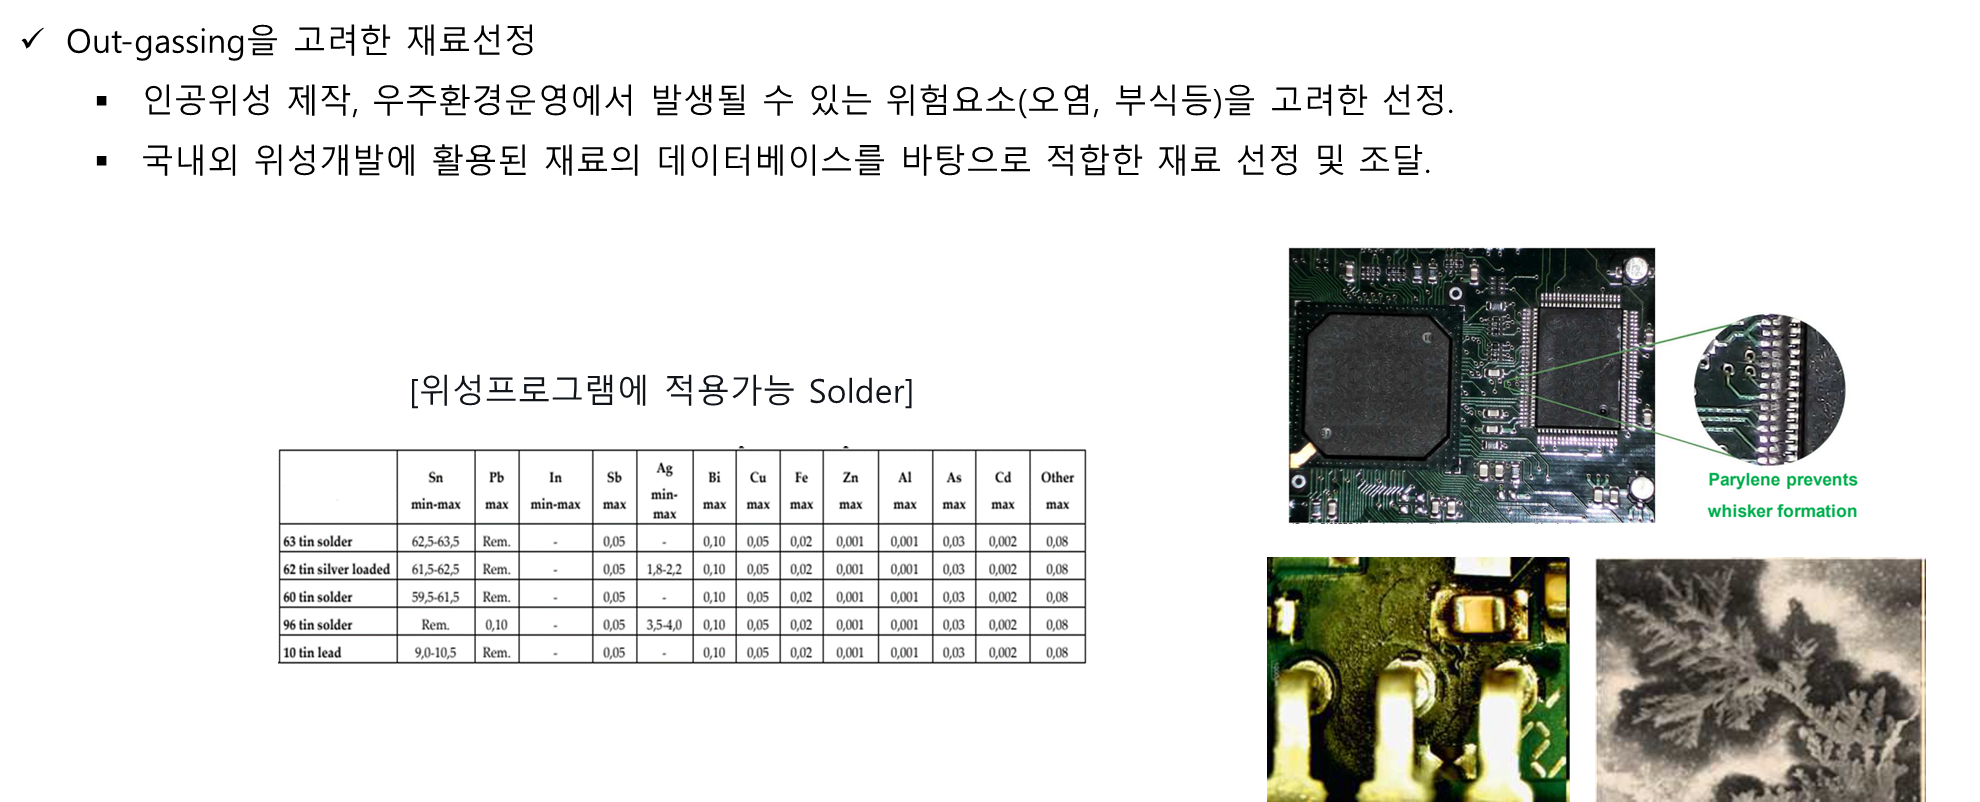 ✓ Out-gassing을 고려한 재료선정
▪ 인공위성 제작, 우주환경운영에서 발생될 수 있는 위험요소(오염, 부식등)을 고려한 선정.
▪ 국내외 위성개발에 활용된 재료의 데이터베이스를 바탕으로 적합한 재료 선정 및 조달.
[위성프로그램에 적용가능 Solder]
Sn min-max Pb max In min-max Sb max Ag min-max Bi max Cu max Fe max Zn max Al max As max Cd max Other max
63 tin solder 62,5-63,5 Rem. - 0,05 - 0,10 0,05 0,02 0,001 0,001 0,03 0,002 0,08
62 tin silver loaded 61,5-62,5 Rem. - 0,05 1,8-2,2 0,10 0,05 0,02 0,001 0,001 0,03 0,002 0,08
60 tin solder 59,5-61,5 Rem. - 0,05 - 0,10 0,05 0,02 0,001 0,001 0,03 0,002 0,08
96 tin solder Rem. 0,10 - 0,05 3,5-4,0 0,10 0,05 0,02 0,001 0,001 0,03 0,002 0,08
10 tin lead 9,0-10,5 Rem. - 0,05 - 0,10 0,05 0,02 0,001 0,001 0,03 0,002 0,08
Parylene prevents
whisker formation